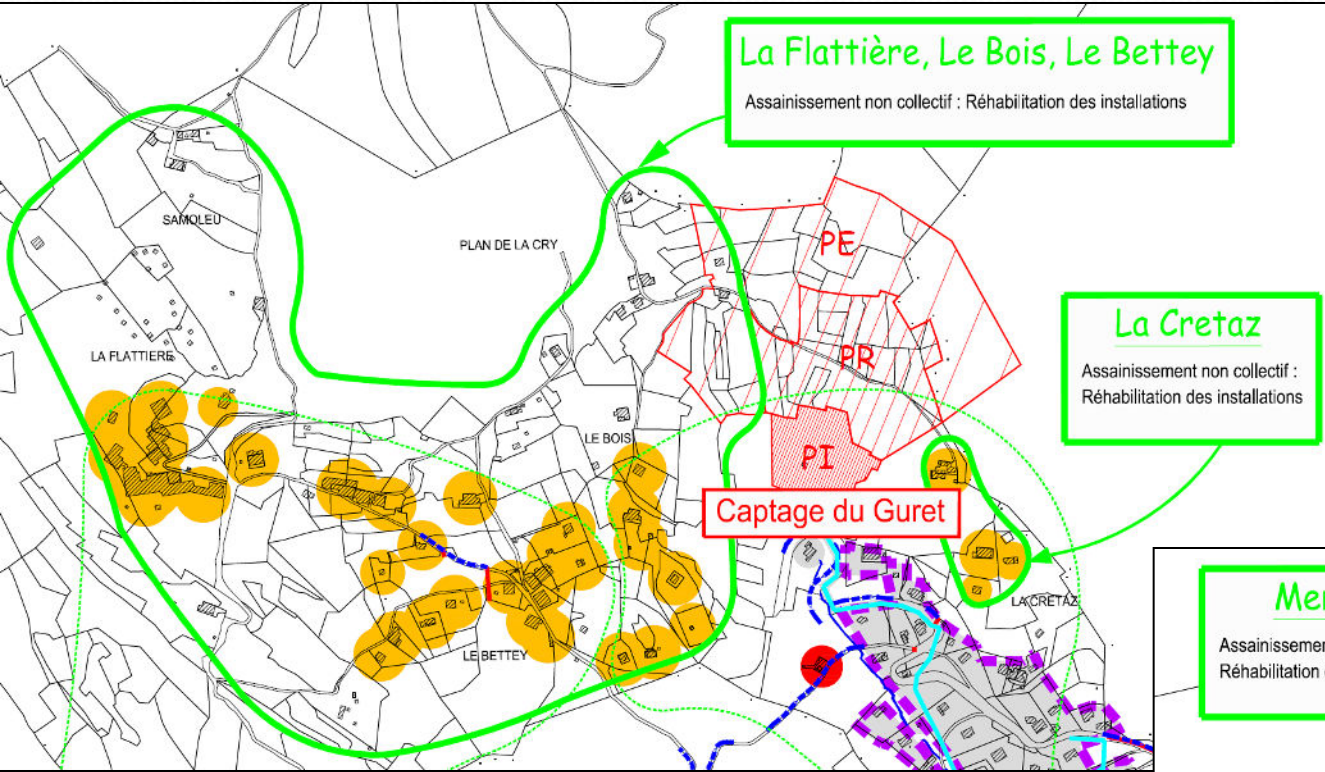 La Flattière, Le Bois, Le Bettey
Assainissement non collectif : Réhabilitation des installations
SAMOLEU
PLAN DE LA CRY
PE
La Cretaz
Assainissement non collectif :
Réhabilitation des installations
LA FLATTIERE
PR
LE BOIS
PI
Captage du Guret
LA CRETAZ
LE BETTEY
Assainissement
Réhabilitation